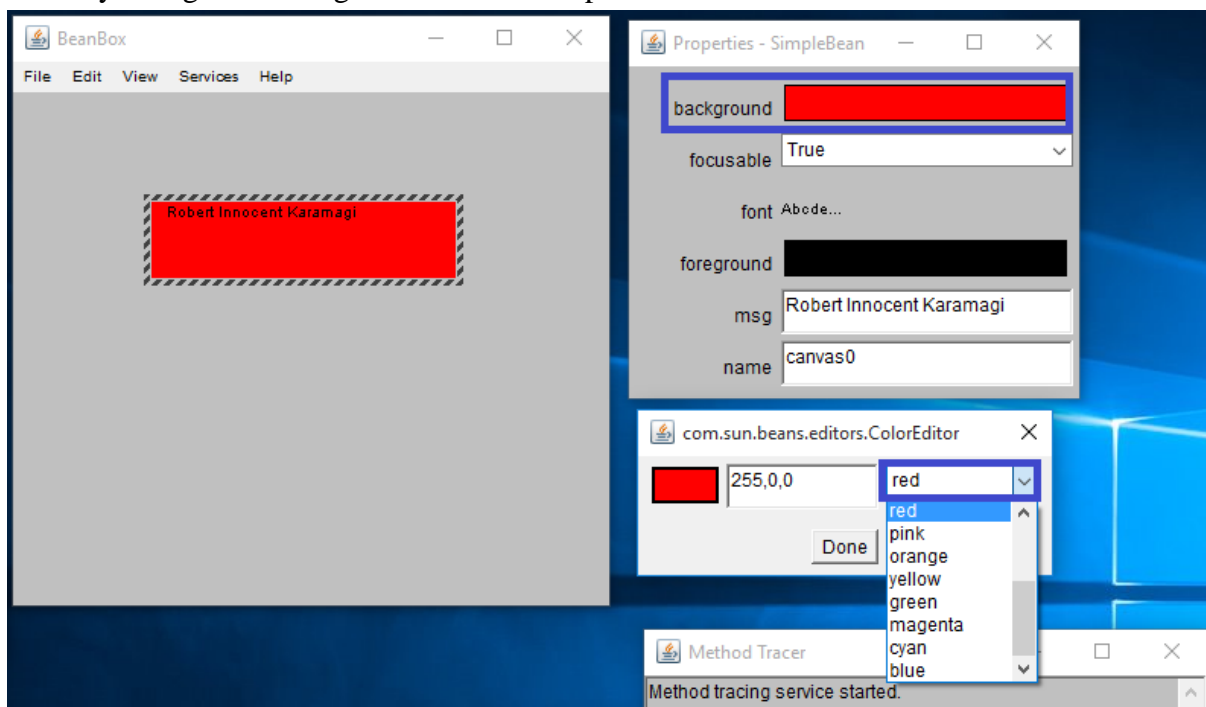 BeanBox
File Edit View Services Help
Robert Innocent Karamagi
Properties - SimpleBean
background
focusable True
font Abcde...
foreground
msg Robert Innocent Karamagi
name canvas0
com.sun.beans.editors.ColorEditor
255,0,0 red
red
pink
Done
orange
yellow
green
magenta
cyan
blue
Method Tracer
Method tracing service started.